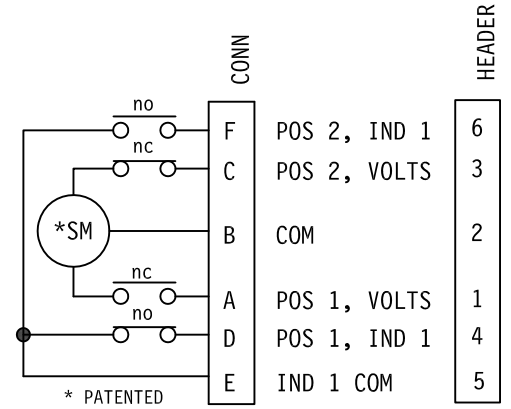 CONN
HEADER
no
F POS 2, IND 1 6
nc
C POS 2, VOLTS 3
*SM
B COM 2
nc
A POS 1, VOLTS 1
no
D POS 1, IND 1 4
E IND 1 COM 5
* PATENTED